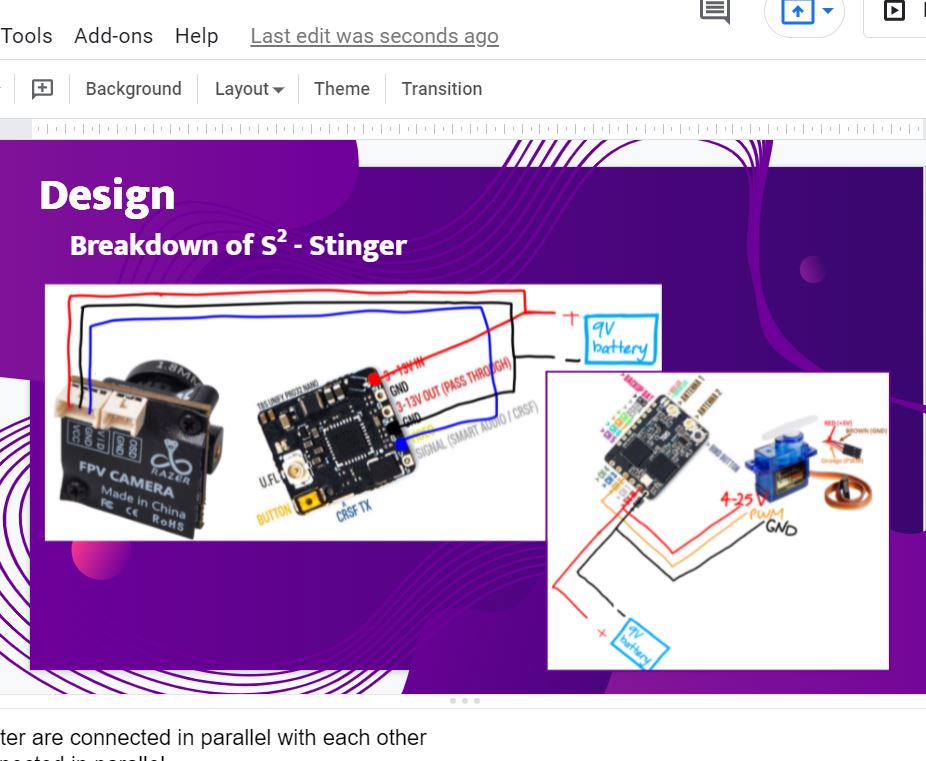 Tools Add-ons Help Last edit was seconds ago
Background Layout Theme Transition
Design
Breakdown of S² - Stinger
1.8M
TBS UNIFY PRO32 NANO
3-13V IN
GND
3-13V OUT (PASS THROUGH)
GND
SIGNAL (SMART AUDIO / CRSF)
U.FL
BUTTON
CRSF TX
+
-
9V
battery
VCC
GND
VID
GND
OSD
FPV CAMERA
RAZER
Made in China
FC CE RoHS
ANTENNA 1
ANTENNA 2
BIND BUTTON
RED(+5V)
BROWN (GND)
Orange (PWM)
4-25 V
PWM
GND
+
-
9V
battery
ter are connected in parallel with each other